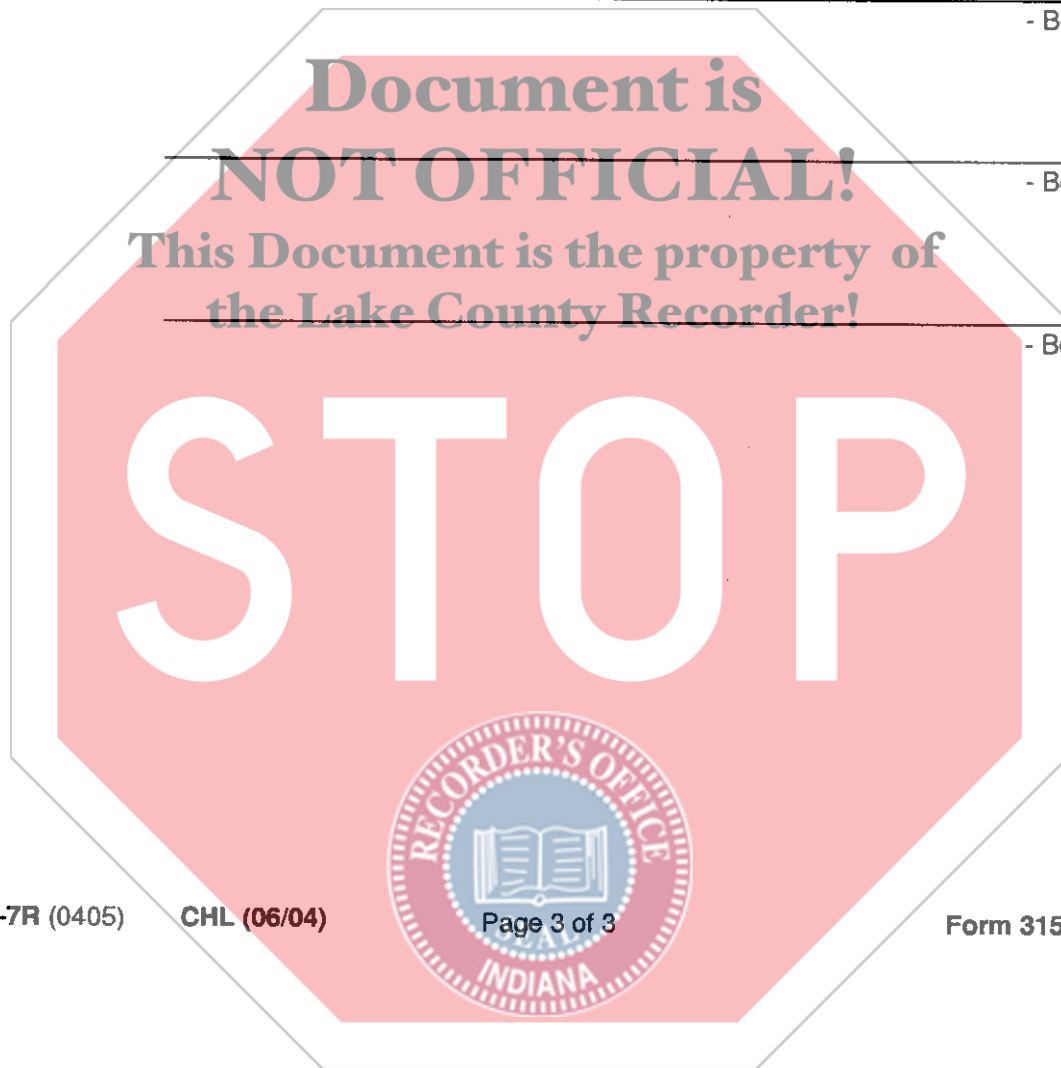 - B
Document is
NOT OFFICIAL!
- B
This Document is the property of
the Lake County Recorder!
- B
STOP
RECORDER'S OFFICE
-7R (0405) CHL (06/04) Page 3 of 3 Form 315
SEAL
INDIANA